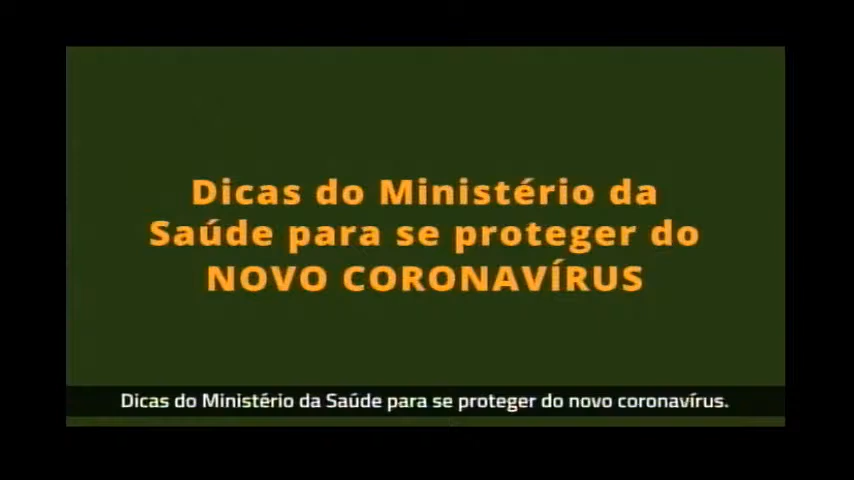 Dicas do Ministério da
Saúde para se proteger do
NOVO CORONAVÍRUS
Dicas do Ministério da Saúde para se proteger do novo coronavírus.